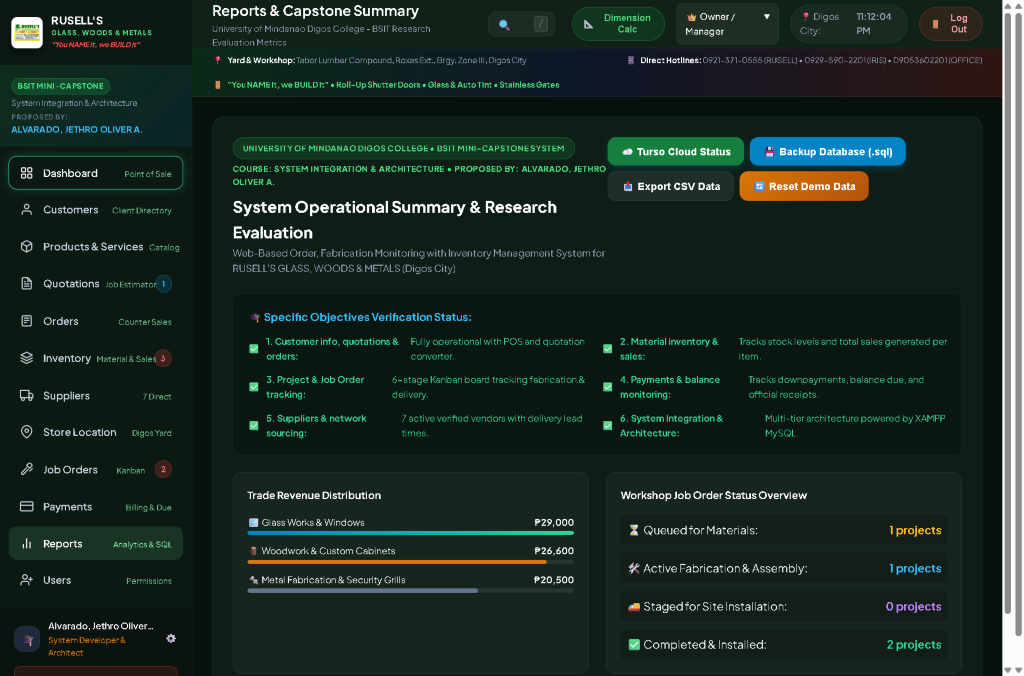 RUSELL'S
GLASS, WOODS & METALS
"You NAME It, we BUILD It"
BSIT MINI-CAPSTONE
System Integration & Architecture
PROPOSED BY:
ALVARADO, JETHRO OLIVER A.
Dashboard Point of Sale
Customers Client Directory
Products & Services Catalog
Quotations Job Estimator 1
Orders Counter Sales
Inventory Material & Sales 3
Suppliers 7 Direct
Store Location Digos Yard
Job Orders Kanban 2
Payments Billing & Due
Reports Analytics & SQL
Users Permissions
Alvarado, Jethro Oliver...
System Developer &
Architect
Reports & Capstone Summary
University of Mindanao Digos College - BSIT Research
Evaluation Metrics
/
Dimension
Calc
Owner /
Manager
Digos
City:
11:12:04
PM
Log
Out
Yard & Workshop: Tabor Lumber Compound, Roxas Ext., Brgy. Zone III, Digos City
Direct Hotlines: 0921-371-0555 (RUSELL) • 0929-590-2201 (IRIS) • 09053602201 (OFFICE)
"You NAME It, we BUILD It" • Roll-Up Shutter Doors • Glass & Auto Tint • Stainless Gates
UNIVERSITY OF MINDANAO DIGOS COLLEGE • BSIT MINI-CAPSTONE SYSTEM
COURSE: SYSTEM INTEGRATION & ARCHITECTURE • PROPOSED BY: ALVARADO, JETHRO
OLIVER A.
System Operational Summary & Research
Evaluation
Web-Based Order, Fabrication Monitoring with Inventory Management System for
RUSELL'S GLASS, WOODS & METALS (Digos City)
Turso Cloud Status
Backup Database (.sql)
Export CSV Data
Reset Demo Data
Specific Objectives Verification Status:
1. Customer info, quotations &
orders:
Fully operational with POS and quotation
converter.
2. Material inventory &
sales:
Tracks stock levels and total sales generated per
item.
3. Project & Job Order
tracking:
6-stage Kanban board tracking fabrication &
delivery.
4. Payments & balance
monitoring:
Tracks downpayments, balance due, and
official receipts.
5. Suppliers & network
sourcing:
7 active verified vendors with delivery lead
times.
6. System Integration &
Architecture:
Multi-tier architecture powered by XAMPP
MySQL.
Trade Revenue Distribution
Glass Works & Windows ₱29,000
Woodwork & Custom Cabinets ₱26,600
Metal Fabrication & Security Grills ₱20,500
Workshop Job Order Status Overview
Queued for Materials: 1 projects
Active Fabrication & Assembly: 1 projects
Staged for Site Installation: 0 projects
Completed & Installed: 2 projects